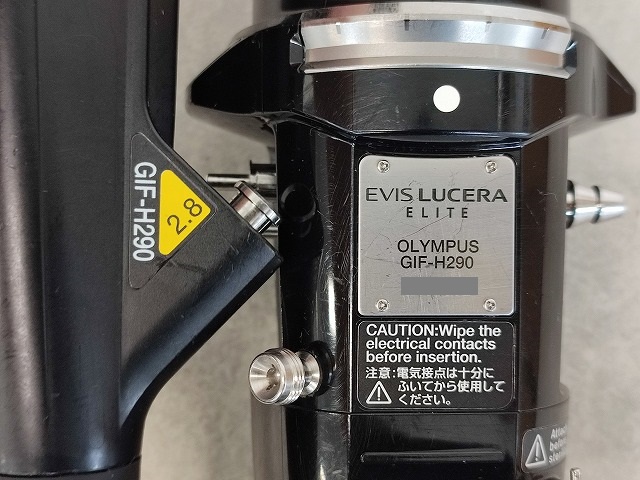 GIF-H290
2.8
EVIS LUCERA
ELITE
OLYMPUS
GIF-H290
CAUTION:Wipe the
electrical contacts
before insertion.
注意:電気接点は十分に
ふいてから使用して
ください。